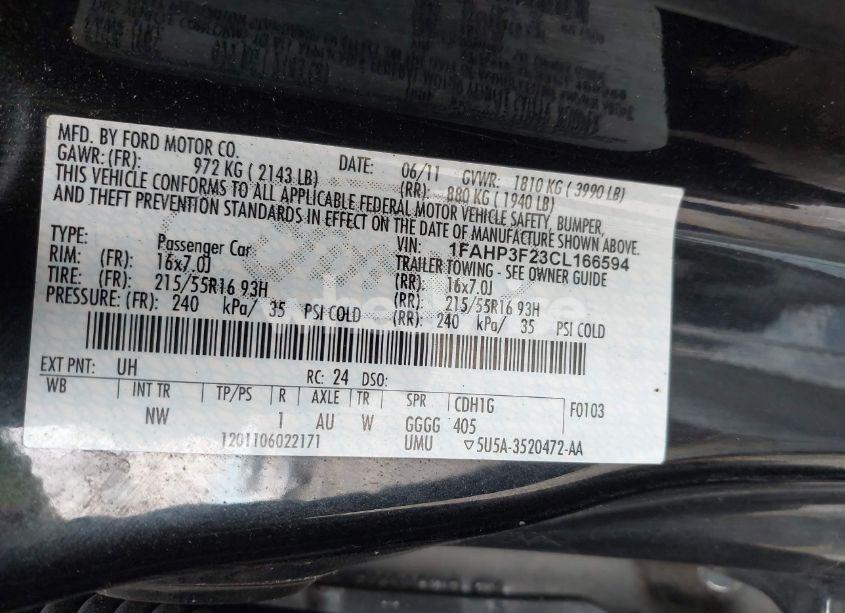 MFD. BY FORD MOTOR CO. DATE: 06/11 GVWR: 1810 KG ( 3990 LB)
GAWR: (FR): 972 KG ( 2143 LB) (RR): 880 KG ( 1940 LB)
THIS VEHICLE CONFORMS TO ALL APPLICABLE FEDERAL MOTOR VEHICLE SAFETY, BUMPER,
AND THEFT PREVENTION STANDARDS IN EFFECT ON THE DATE OF MANUFACTURE SHOWN ABOVE.
VIN: 1FAHP3F23CL166594
TYPE: Passenger Car TRAILER TOWING - SEE OWNER GUIDE
RIM: (FR): 16x7.0J (RR): 16x7.0J
TIRE: (FR): 215/55R16 93H (RR): 215/55R16 93H
PRESSURE: (FR): 240 kPa/ 35 PSI COLD (RR): 240 kPa/ 35 PSI COLD
EXT PNT: UH RC: 24 DSO:
WB INT TR TP/PS R AXLE TR SPR CDH1G F0103
NW 1 AU W GGGG 405
1201106022171 UMU ▽5U5A-3520472-AA